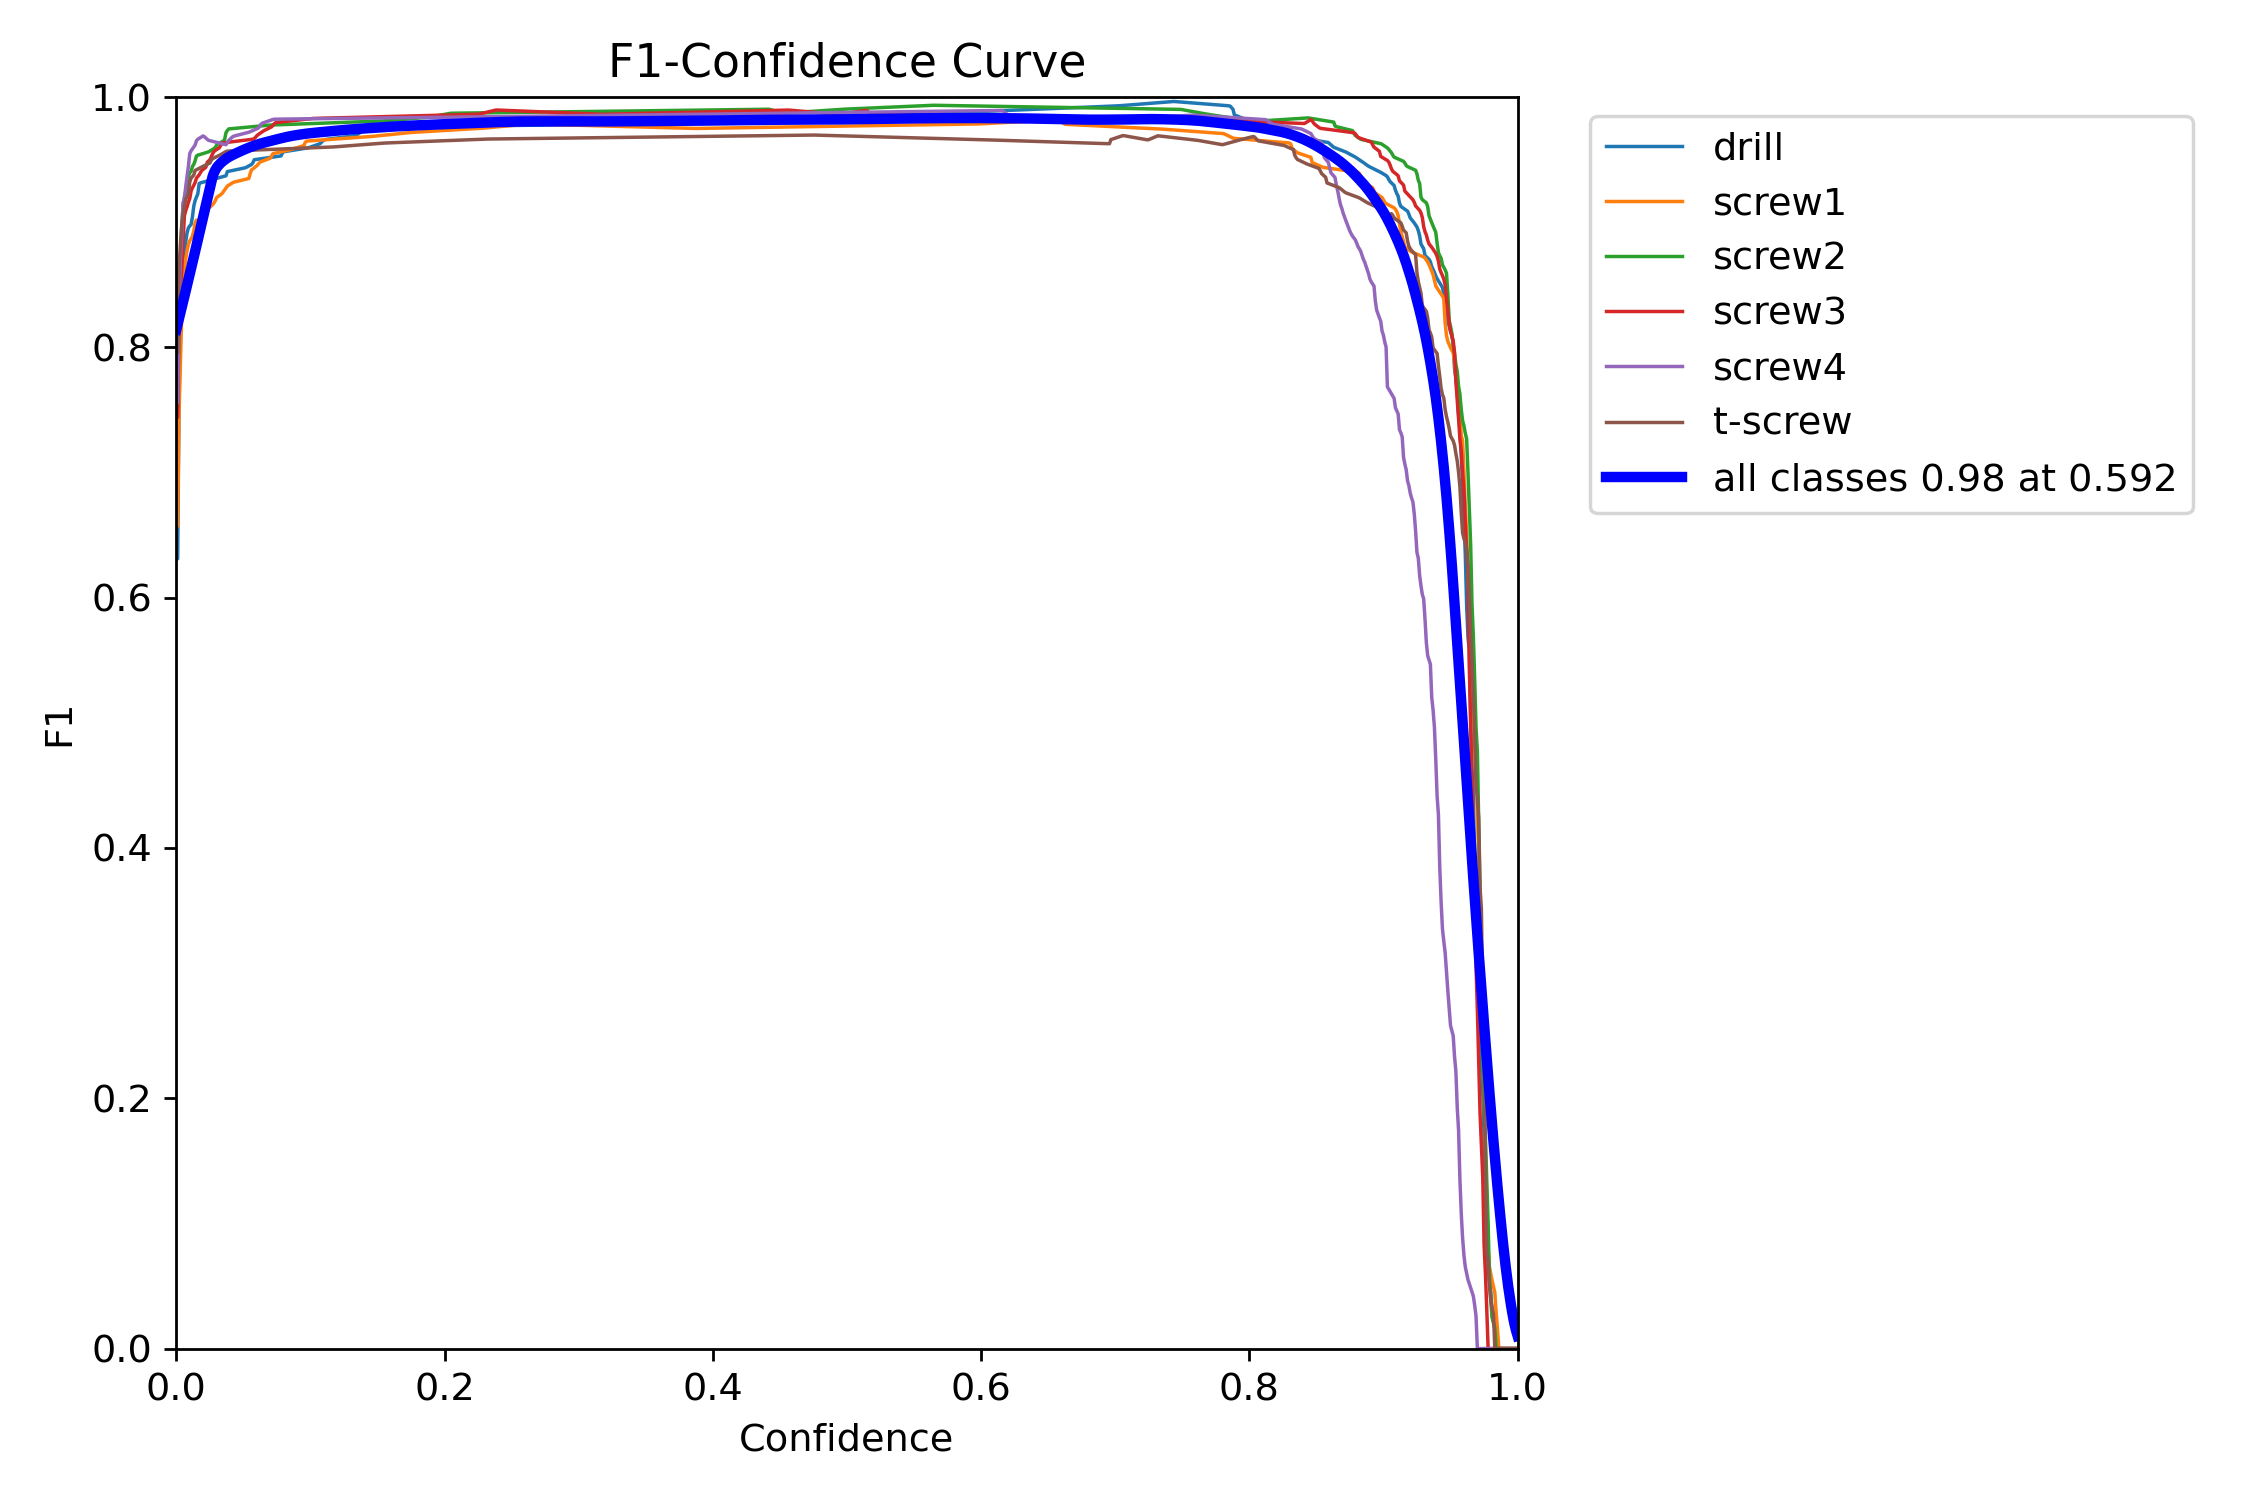 F1-Confidence Curve
1.0
0.8
0.6
0.4
0.2
0.0
F1
0.0 0.2 0.4 0.6 0.8 1.0
Confidence
drill
screw1
screw2
screw3
screw4
t-screw
all classes 0.98 at 0.592